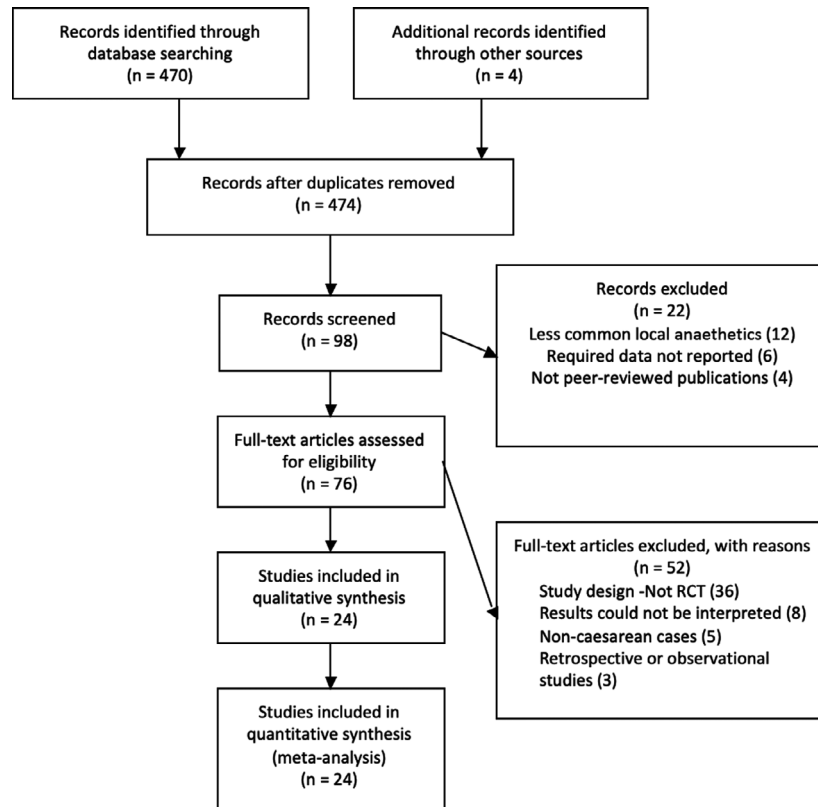 Records identified through
database searching
(n = 470)
Additional records identified
through other sources
(n = 4)
Records after duplicates removed
(n = 474)
Records screened
(n = 98)
Records excluded
(n = 22)
Less common local anaethetics (12)
Required data not reported (6)
Not peer-reviewed publications (4)
Full-text articles assessed
for eligibility
(n = 76)
Full-text articles excluded, with reasons
(n = 52)
Study design -Not RCT (36)
Results could not be interpreted (8)
Non-caesarean cases (5)
Retrospective or observational
studies (3)
Studies included in
qualitative synthesis
(n = 24)
Studies included in
quantitative synthesis
(meta-analysis)
(n = 24)